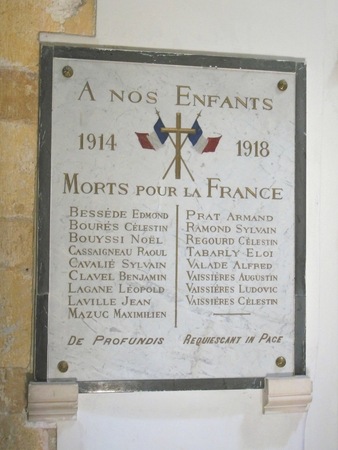 A NOS ENFANTS
1914 1918
MORTS POUR LA FRANCE
BESSÉDE EDMOND
BOURÉS CÉLESTIN
BOUYSSI NOËL
CASSAIGNEAU RAOUL
CAVALIÉ SYLVAIN
CLAVEL BENJAMIN
LAGANE LÉOPOLD
LAVILLE JEAN
MAZUC MAXIMILIEN
PRAT ARMAND
RAMOND SYLVAIN
REGOURD CÉLESTIN
TABARLY ELOI
VALADE ALFRED
VAISSIÈRES AUGUSTIN
VAISSIÈRES LUDOVIC
VAISSIÈRES CÉLESTIN
DE PROFUNDIS REQUIESCANT IN PACE